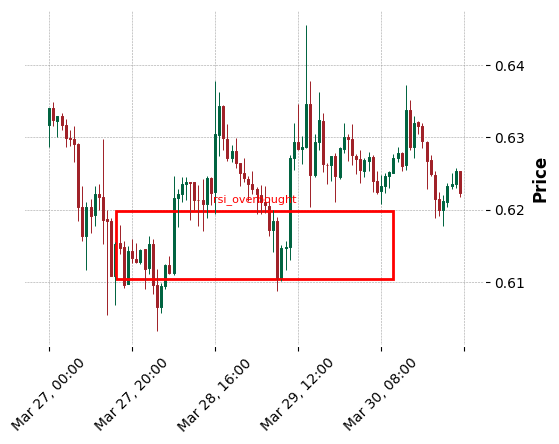 0.64
0.63
0.62
0.61
Price
rsi_overbought
Mar 27, 00:00
Mar 27, 20:00
Mar 28, 16:00
Mar 29, 12:00
Mar 30, 08:00